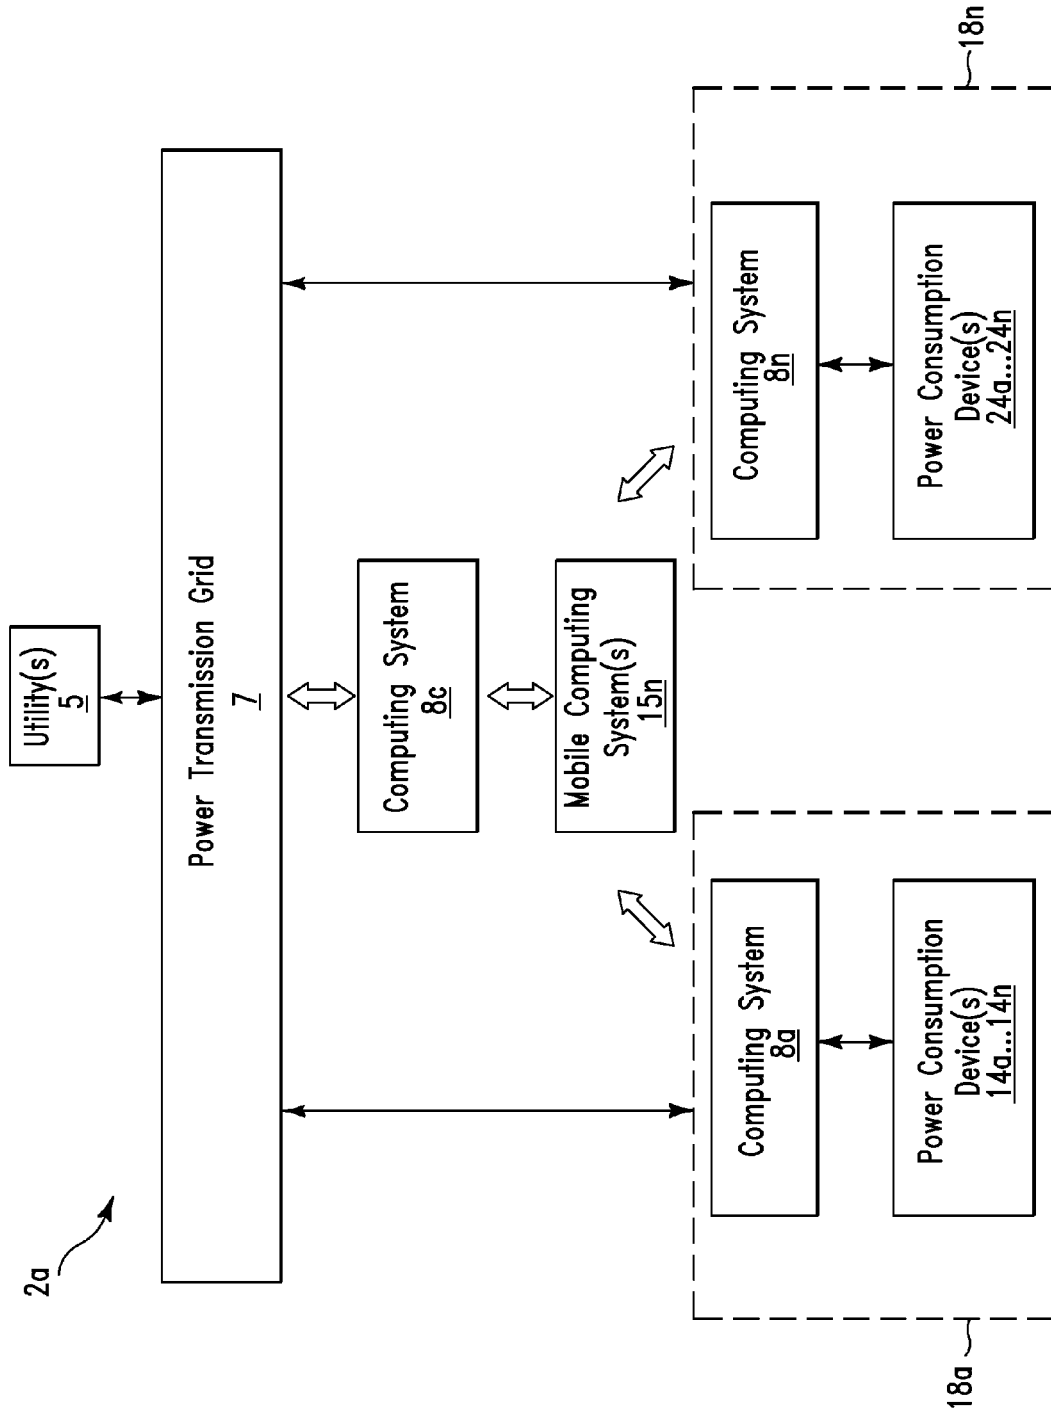 2a
Utility(s)
5
Power Transmission Grid
7
Computing System
8c
Mobile Computing
System(s)
15n
Computing System
8a
Power Consumption
Device(s)
14a...14n
18a
Computing System
8n
Power Consumption
Device(s)
24a...24n
18n